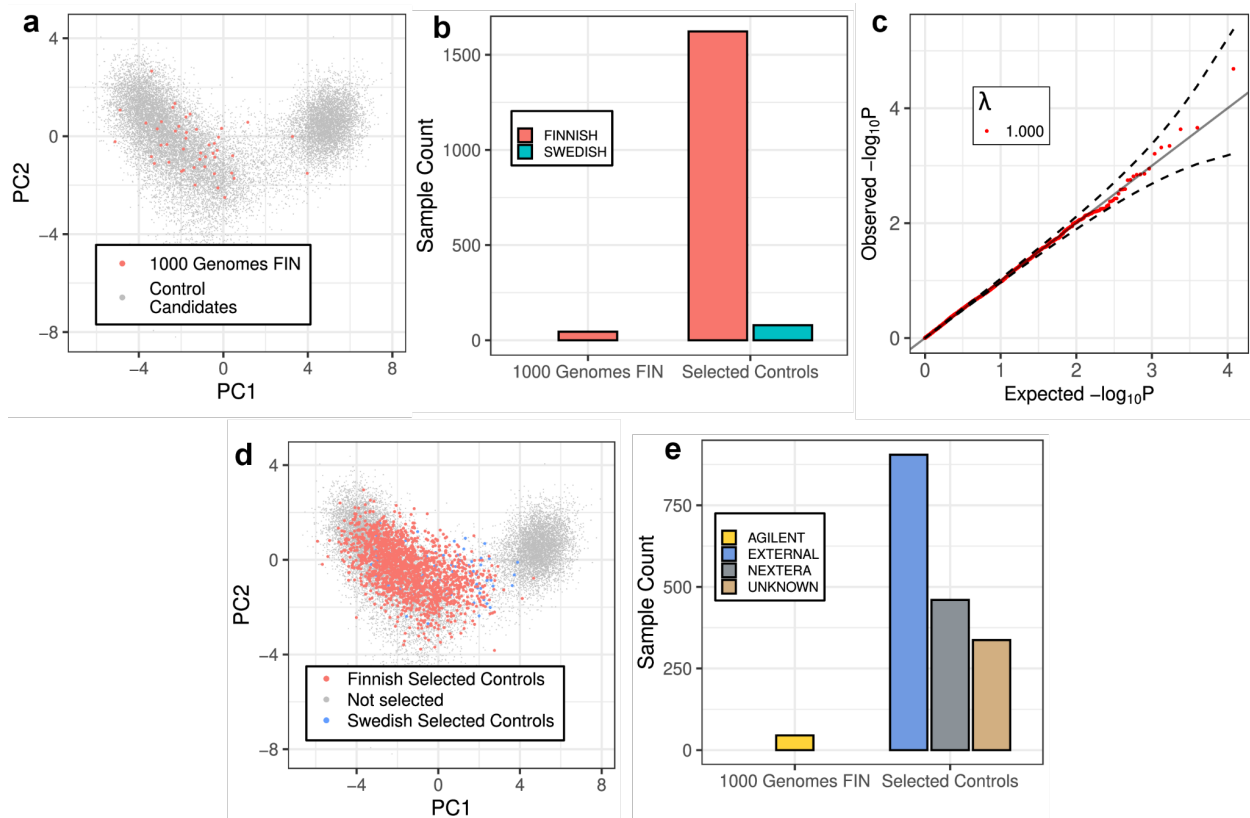 a
4
0
−4
−8
PC2
1000 Genomes FIN
Control
Candidates
−4
0
4
8
PC1
b
1500
1000
500
0
Sample Count
FINNISH
SWEDISH
1000 Genomes FIN
Selected Controls
c
4
2
0
Observed −log10P
λ
1.000
0
1
2
3
4
Expected −log10P
d
4
0
−4
−8
PC2
Finnish Selected Controls
Not selected
Swedish Selected Controls
−4
0
4
8
PC1
e
750
500
250
0
Sample Count
AGILENT
EXTERNAL
NEXTERA
UNKNOWN
1000 Genomes FIN
Selected Controls